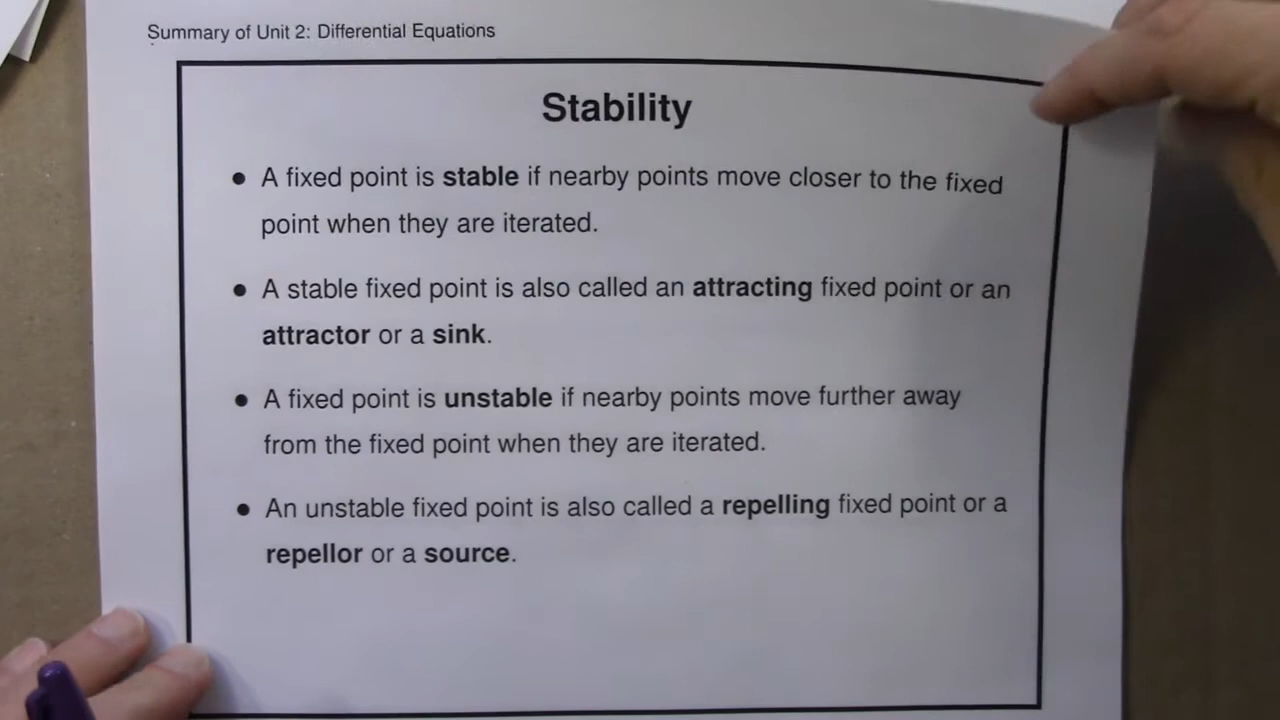 Summary of Unit 2: Differential Equations
Stability
● A fixed point is stable if nearby points move closer to the fixed
point when they are iterated.
● A stable fixed point is also called an attracting fixed point or an
attractor or a sink.
● A fixed point is unstable if nearby points move further away
from the fixed point when they are iterated.
● An unstable fixed point is also called a repelling fixed point or a
repellor or a source.